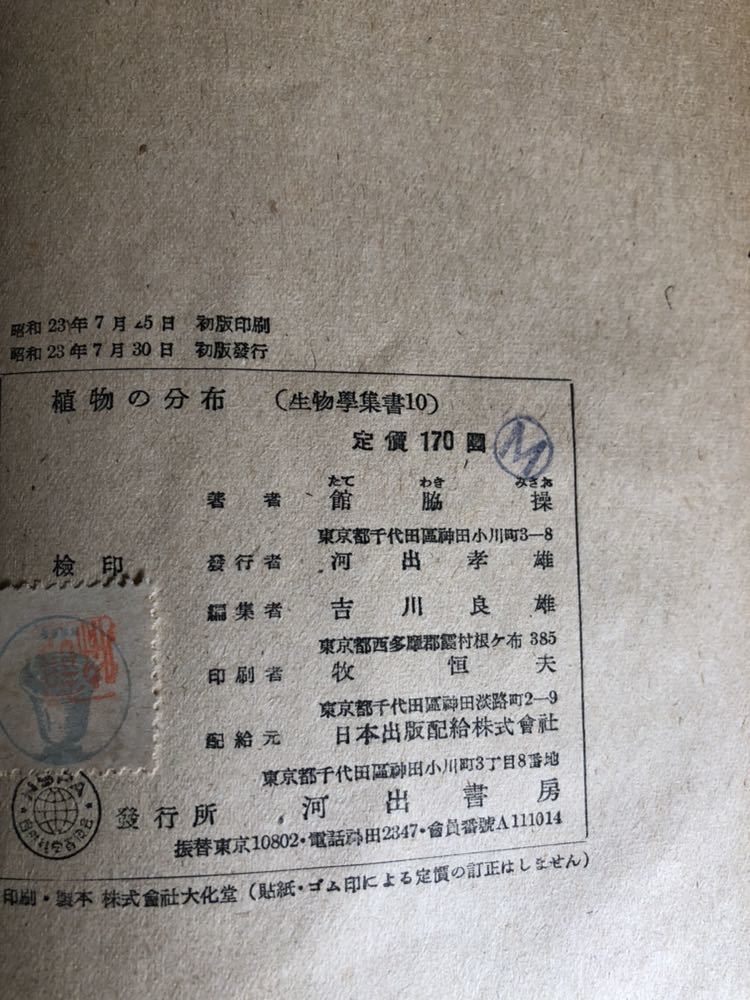 昭和23年7月25日 初版印刷
昭和23年7月30日 初版發行
植物の分布 (生物學集書10)
定價 170 圓 M
たて わき みさお
著者 館脇操
東京都千代田區神田小川町3—8
檢印 發行者 河出孝雄
編集者 吉川良雄
東京都西多摩郡霞村根ケ布 385
印刷者 牧恒夫
東京都千代田區神田淡路町2—9
配給元 日本出版配給株式會社
東京都千代田區神田小川町3丁目8番地
發行所 河出書房
振替東京10802・電話神田2347・會員番號A111014
印刷・製本 株式會社大化堂 (貼紙・ゴム印による定價の訂正はしません)